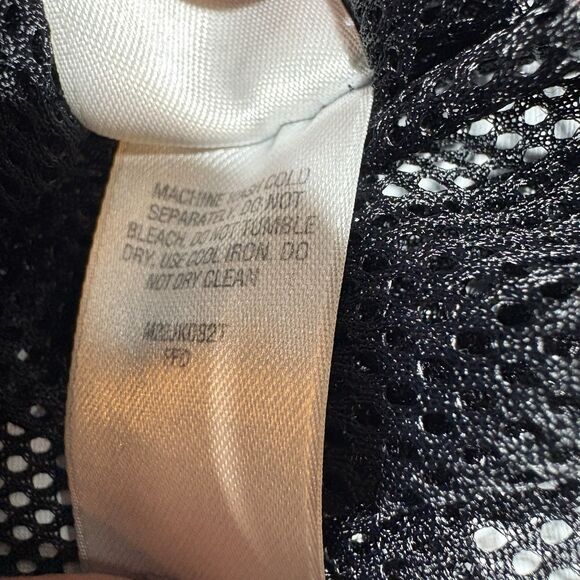 MACHINE WASH COLD
SEPARATELY. DO NOT
BLEACH. DO NOT TUMBLE
DRY. USE COOL IRON. DO
NOT DRY CLEAN